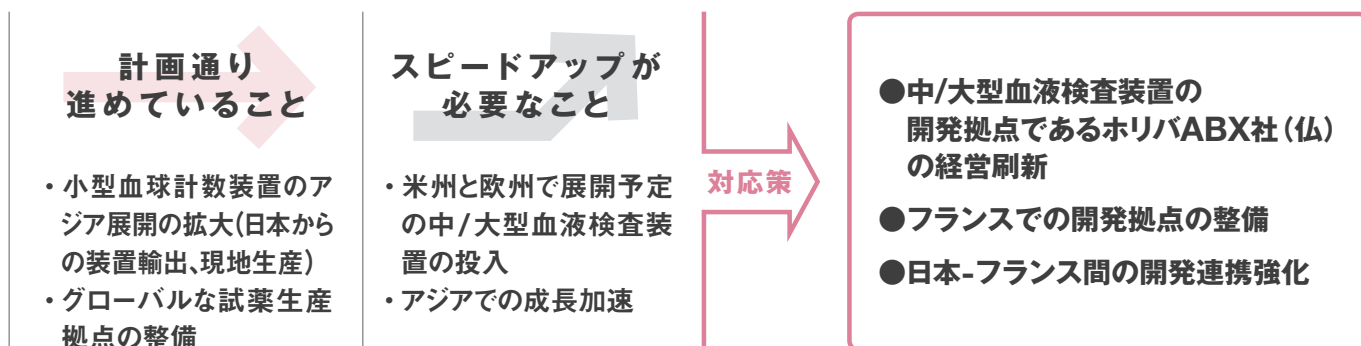 計画通り
進めていること
・小型血球計数装置のア
ジア展開の拡大(日本から
の装置輸出、現地生産)
・グローバルな試薬生産
拠点の整備
スピードアップが
必要なこと
・米州と欧州で展開予定
の中/大型血液検査装
置の投入
・アジアでの成長加速
対応策
●中/大型血液検査装置の
開発拠点であるホリバABX社(仏)
の経営刷新
●フランスでの開発拠点の整備
●日本-フランス間の開発連携強化